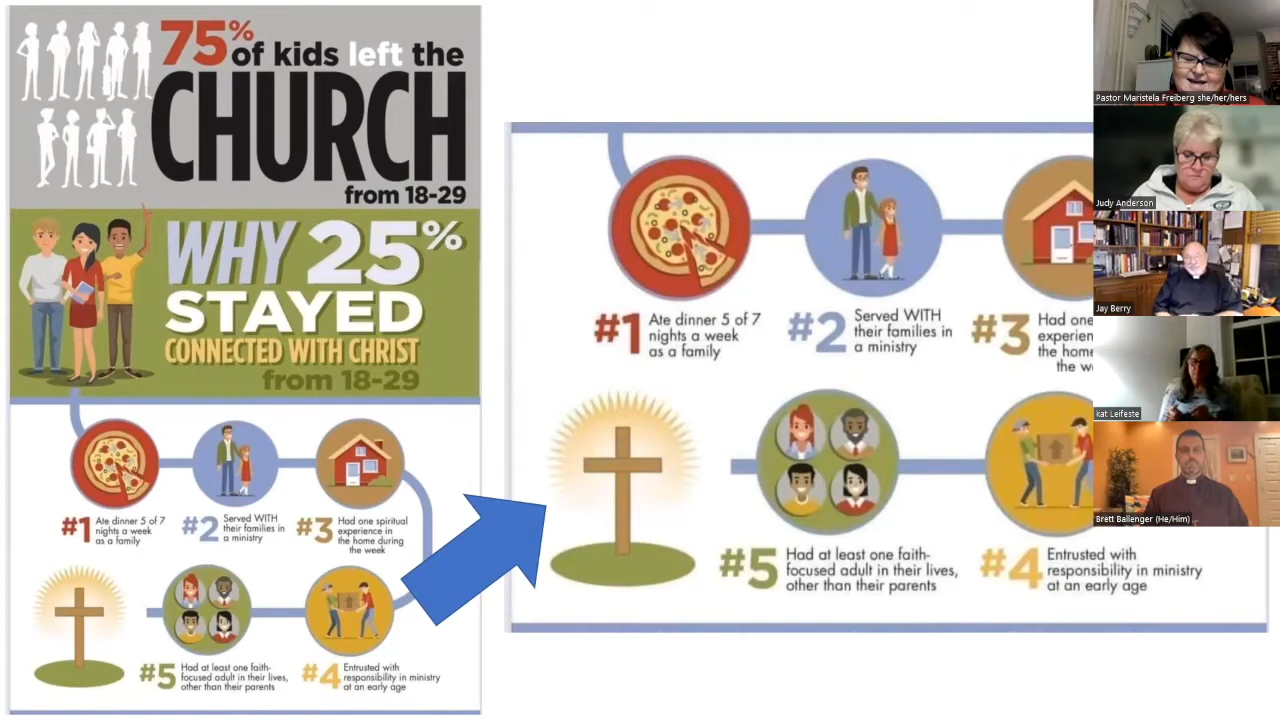 75% of kids left the
CHURCH
from 18-29
WHY 25%
STAYED
CONNECTED WITH CHRIST
from 18-29
#1 Ate dinner 5 of 7
nights a week
as a family
#2 Served WITH
their families in
a ministry
#3 Had one spiritual
experience in
the home during
the week
#5 Had at least one faith-
focused adult in their lives,
other than their parents
#4 Entrusted with
responsibility in ministry
at an early age
#1 Ate dinner 5 of 7
nights a week
as a family
#2 Served WITH
their families in
a ministry
#3 Had one
experien
the home
the w
#5 Had at least one faith-
focused adult in their lives,
other than their parents
#4 Entrusted with
responsibility in ministry
at an early age
Pastor Maristela Freiberg she/her/hers
Judy Anderson
Jay Berry
kat Leifeste
Brett Ballenger (He/Him)